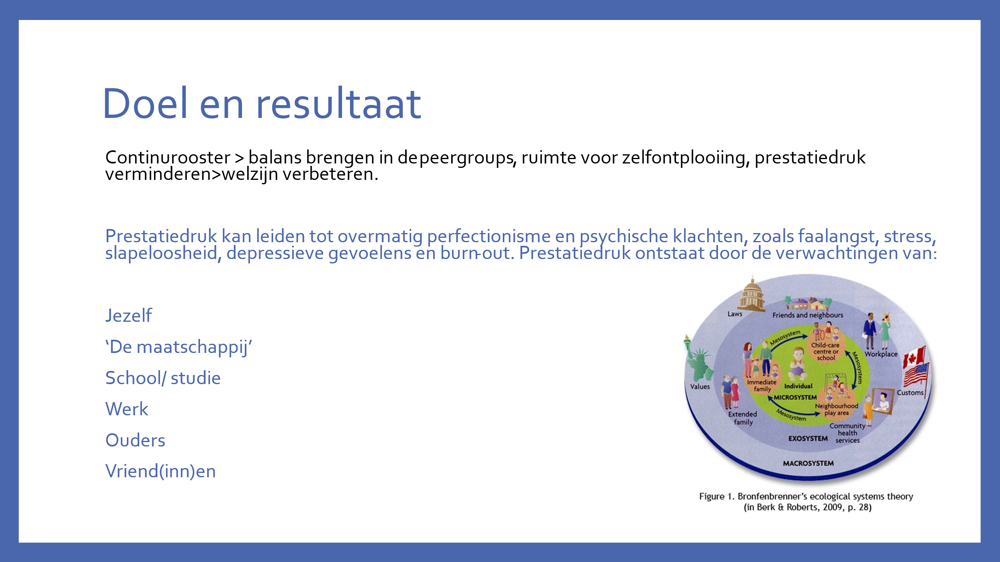 Doel en resultaat
Continurooster > balans brengen in de peergroups, ruimte voor zelfontplooiing, prestatiedruk
verminderen>welzijn verbeteren.
Prestatiedruk kan leiden tot overmatig perfectionisme en psychische klachten, zoals faalangst, stress,
slapeloosheid, depressieve gevoelens en burn-out. Prestatiedruk ontstaat door de verwachtingen van:
Jezelf
‘De maatschappij’
School/ studie
Werk
Ouders
Vriend(inn)en
Laws
Friends and neighbours
Mesosystem
Child-care
centre or
school
Mesosystem
Workplace
Values
Immediate
family
Individual
MICROSYSTEM
Customs
Neighbourhood
play area
Mesosystem
Extended
family
Community
health
services
EXOSYSTEM
MACROSYSTEM
Figure 1. Bronfenbrenner’s ecological systems theory
(in Berk & Roberts, 2009, p. 28)